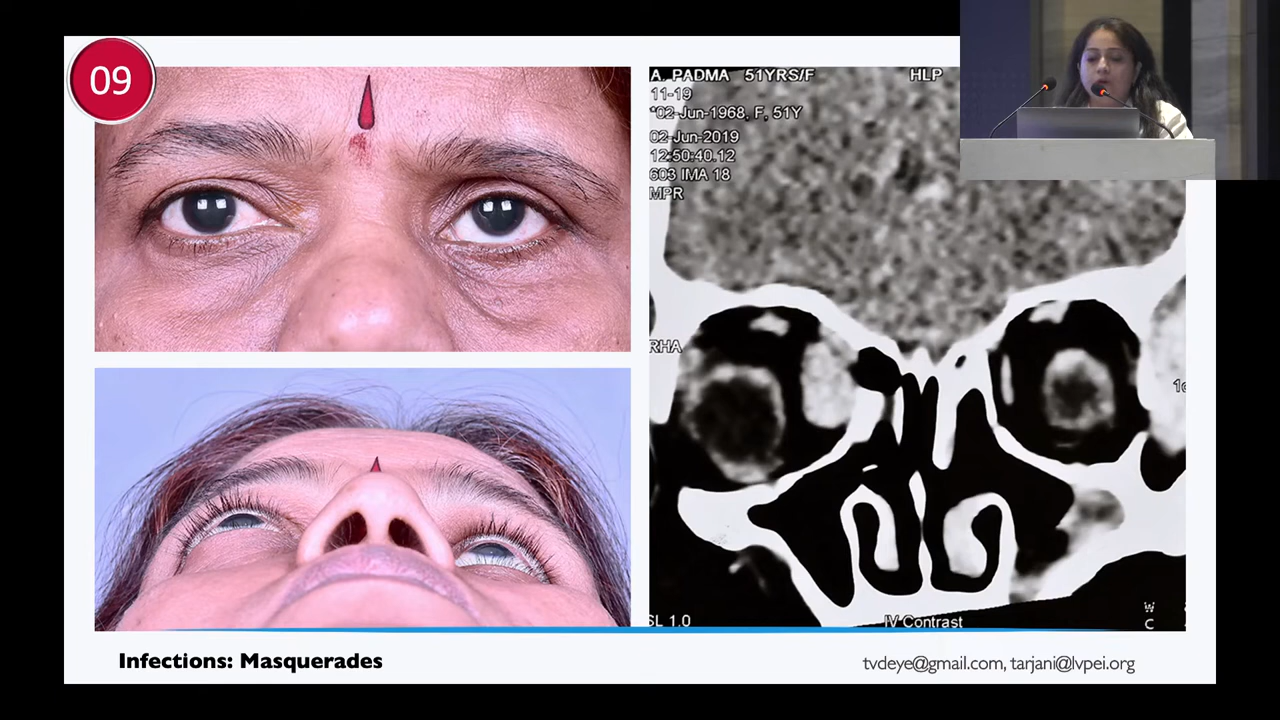 09
A. PADMA 51YRS/F
HLP
11-19
*02-Jun-1968, F, 51Y
02-Jun-2019
12:50:40.12
603 IMA 18
MPR
RHA
SL 1.0
IV Contrast
W
C
Infections: Masquerades
tvdeye@gmail.com, tarjani@lvpei.org